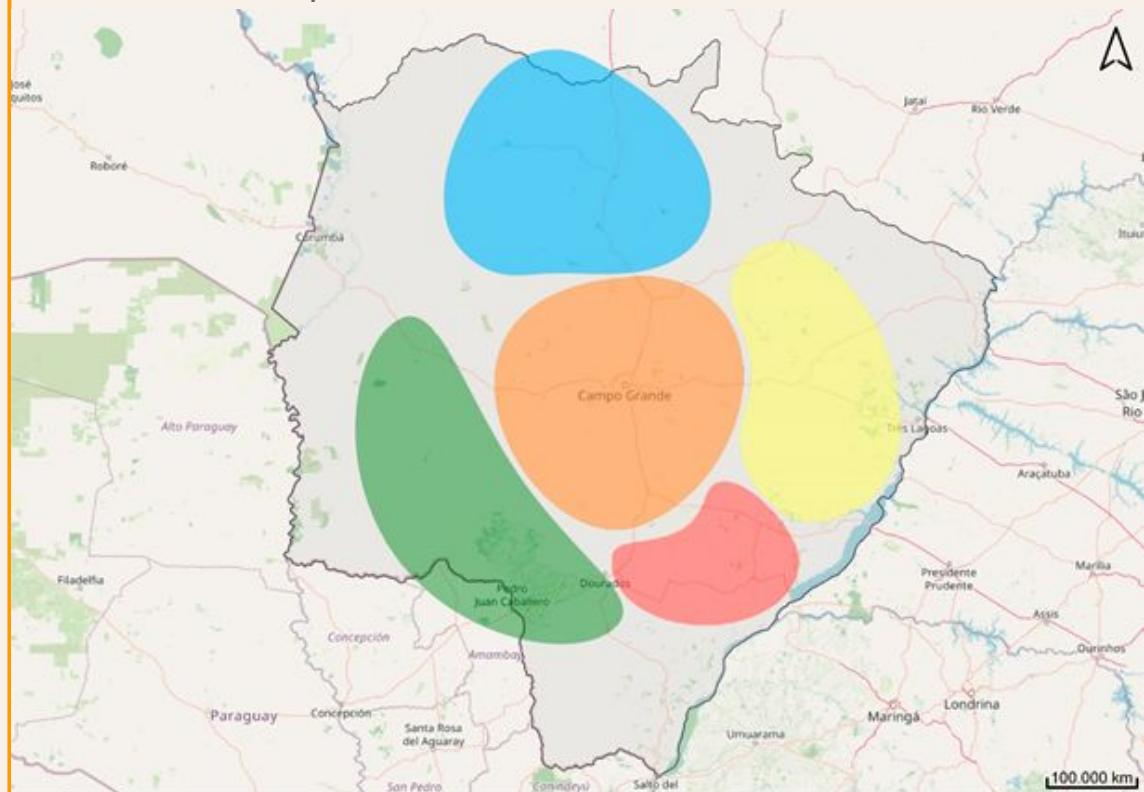 José
quitos
Roboré
Corumbá
Jataí
Rio Verde
Ituiu
Campo Grande
Três Lagoas
São J
Rio
Araçatuba
Alto Paraguay
Filadelfia
Dourados
Pedro
Juan Caballero
Presidente
Prudente
Marília
Assis
Ourinhos
Concepción
Amambay
Paraguay
Concepción
Santa Rosa
del Aguaray
Maringá
Londrina
Umuarama
San Pedro
Canindeyú
Salto del
100.000 km